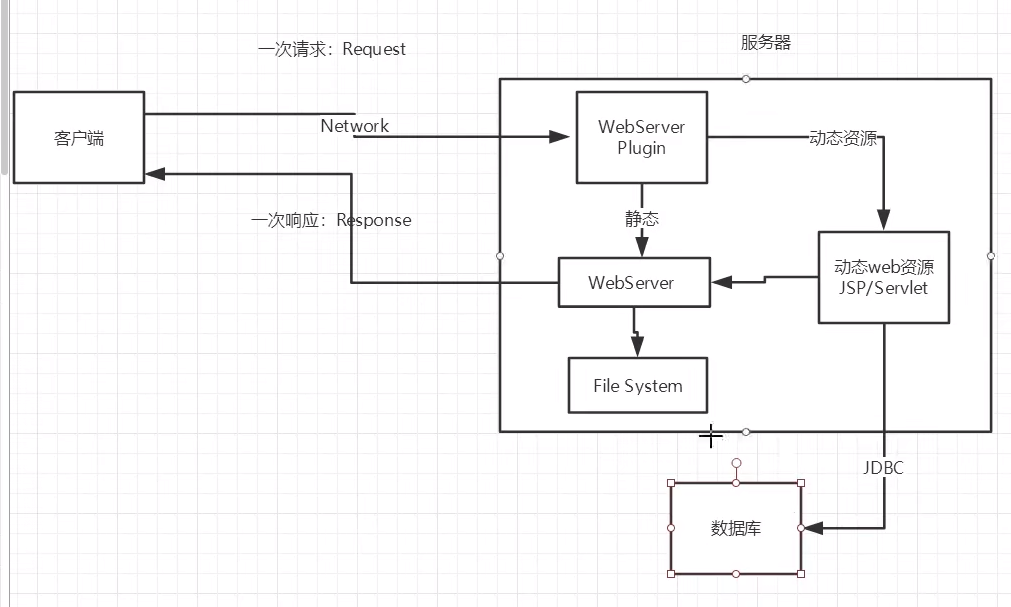 一次请求：Request
服务器
客户端
Network
WebServer
Plugin
动态资源
一次响应：Response
静态
WebServer
动态web资源
JSP/Servlet
File System
JDBC
数据库